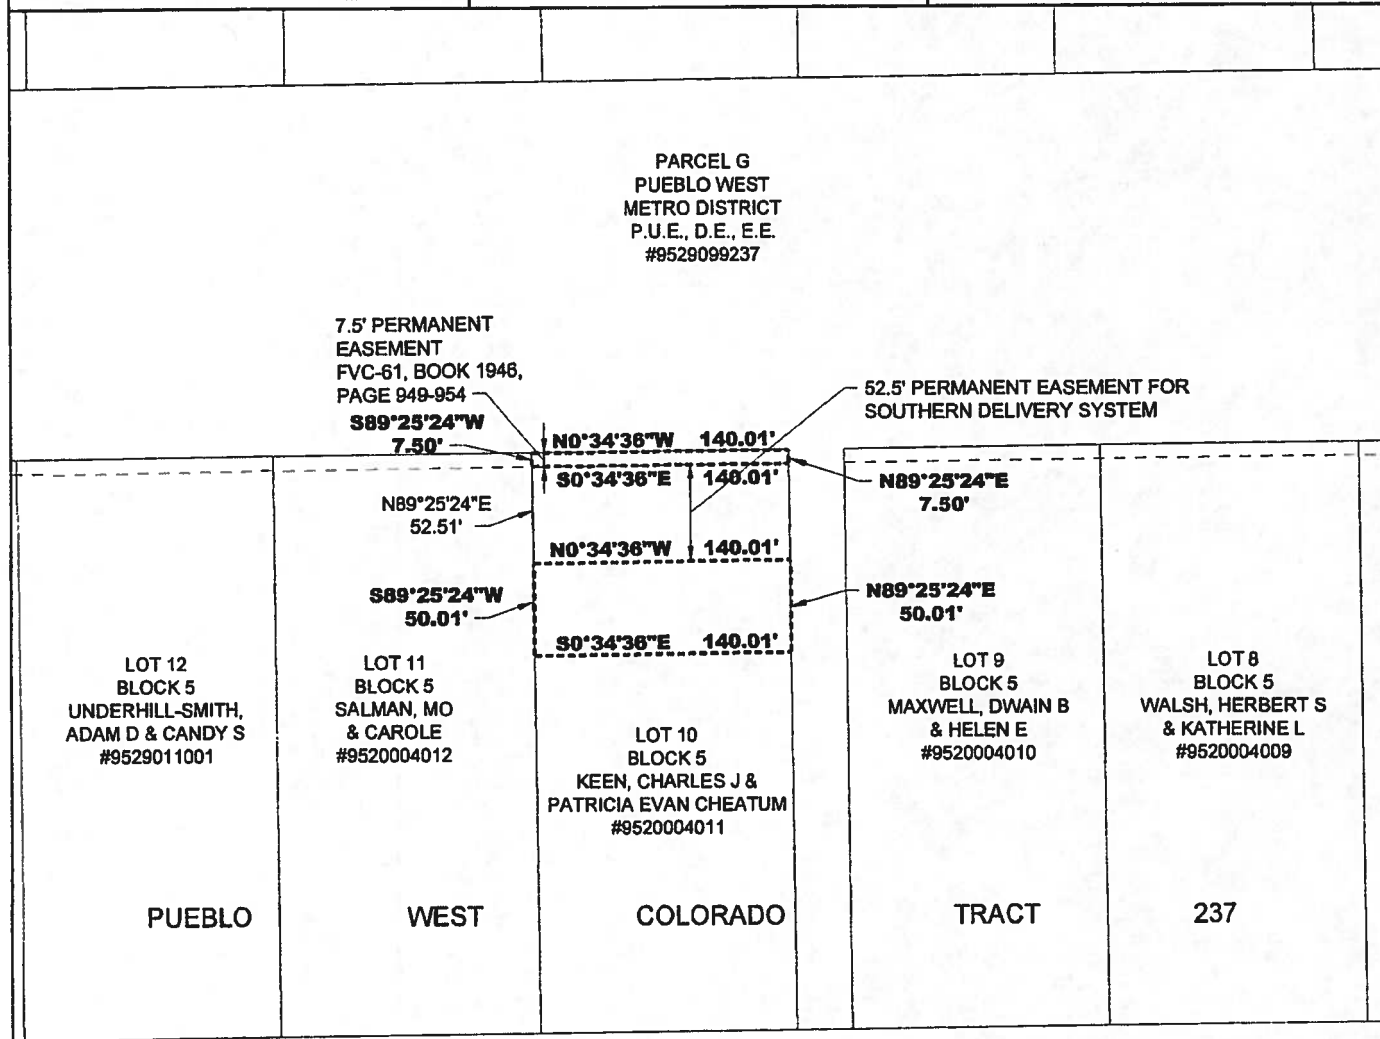 PARCEL G
PUEBLO WEST
METRO DISTRICT
P.U.E., D.E., E.E.
#9529099237
7.5' PERMANENT
EASEMENT
FVC-61, BOOK 1946,
PAGE 949-954
52.5' PERMANENT EASEMENT FOR
SOUTHERN DELIVERY SYSTEM
S89°25'24"W
7.50'
N0°34'36"W 140.01'
S0°34'36"E 140.01'
N89°25'24"E
7.50'
N89°25'24"E
52.51'
N0°34'36"W 140.01'
S89°25'24"W
50.01'
N89°25'24"E
50.01'
S0°34'36"E 140.01'
LOT 12
BLOCK 5
UNDERHILL-SMITH,
ADAM D & CANDY S
#9529011001
LOT 11
BLOCK 5
SALMAN, MO
& CAROLE
#9520004012
LOT 10
BLOCK 5
KEEN, CHARLES J &
PATRICIA EVAN CHEATUM
#9520004011
LOT 9
BLOCK 5
MAXWELL, DWAIN B
& HELEN E
#9520004010
LOT 8
BLOCK 5
WALSH, HERBERT S
& KATHERINE L
#9520004009
PUEBLO WEST COLORADO TRACT 237